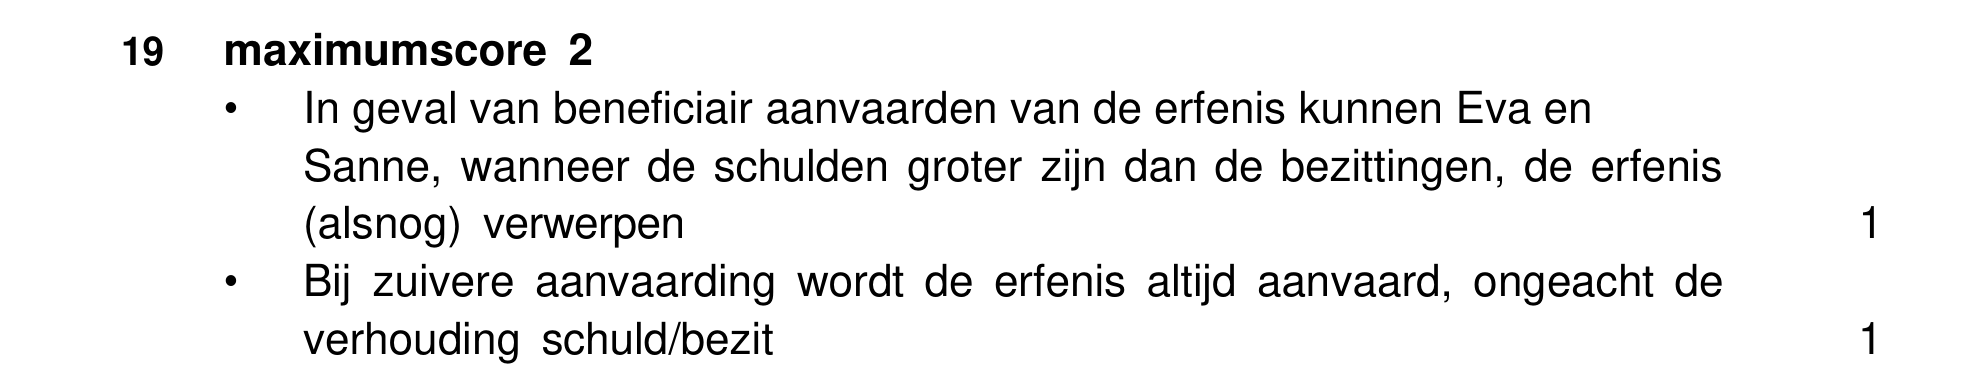 19 maximumscore 2
• In geval van beneficiair aanvaarden van de erfenis kunnen Eva en
Sanne, wanneer de schulden groter zijn dan de bezittingen, de erfenis
(alsnog) verwerpen 1
• Bij zuivere aanvaarding wordt de erfenis altijd aanvaard, ongeacht de
verhouding schuld/bezit 1